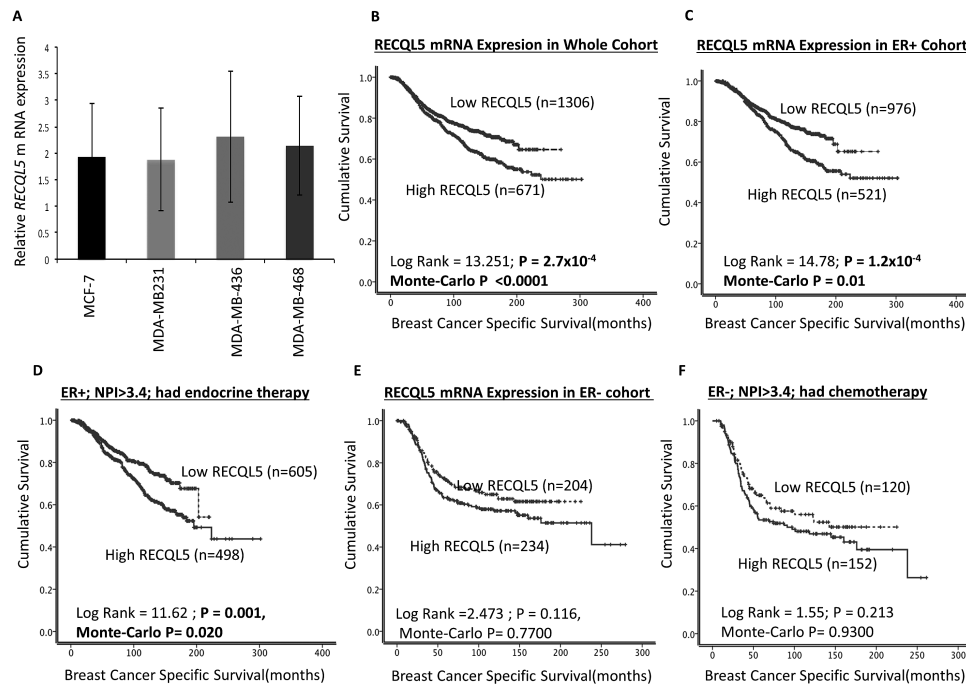 A
Relative RECQL5 m RNA expression
4
3.5
3
2.5
2
1.5
1
0.5
0
MCF-7
MDA-MB231
MDA-MB-436
MDA-MB-468
B
RECQL5 mRNA Expresion in Whole Cohort
Cumulative Survival
1.0
0.8
0.6
0.4
0.2
0.0
Low RECQL5 (n=1306)
High RECQL5 (n=671)
Log Rank = 13.251; P = 2.7x10-4
Monte-Carlo P <0.0001
0 100 200 300 400
Breast Cancer Specific Survival(months)
C
RECQL5 mRNA Expression in ER+ Cohort
Cumulative Survival
1.0
0.8
0.6
0.4
0.2
0.0
Low RECQL5 (n=976)
High RECQL5 (n=521)
Log Rank = 14.78; P = 1.2x10-4
Monte-Carlo P = 0.01
0 100 200 300 400
Breast Cancer Specific Survival(months)
D
ER+; NPI>3.4; had endocrine therapy
Cumulative Survival
1.0
0.8
0.6
0.4
0.2
0.0
Low RECQL5 (n=605)
High RECQL5 (n=498)
Log Rank = 11.62 ; P = 0.001,
Monte-Carlo P= 0.020
0 100 200 300 400
Breast Cancer Specific Survival(months)
E
RECQL5 mRNA Expression in ER- cohort
Cumulative Survival
1.0
0.8
0.6
0.4
0.2
0.0
Low RECQL5 (n=204)
High RECQL5 (n=234)
Log Rank =2.473 ; P = 0.116,
Monte-Carlo P= 0.7700
0 50 100 150 200 250 300
Breast Cancer Specific Survival(months)
F
ER-; NPI>3.4; had chemotherapy
Cumulative Survival
1.0
0.8
0.6
0.4
0.2
0.0
Low RECQL5 (n=120)
High RECQL5 (n=152)
Log Rank = 1.55; P = 0.213
Monte-Carlo P= 0.9300
0 50 100 150 200 250 300
Breast Cancer Specific Survival(months)